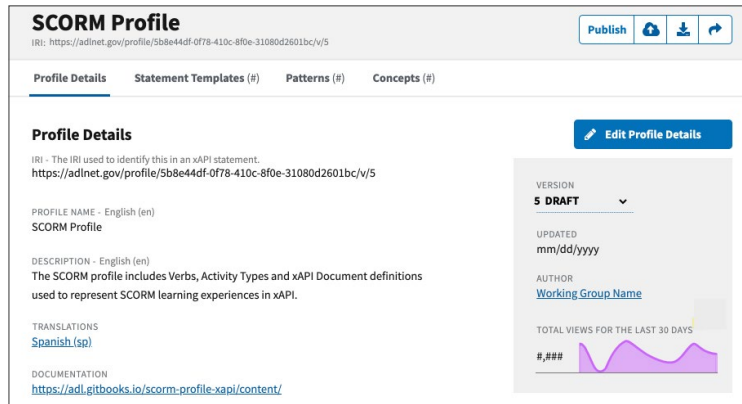 SCORM Profile
IRI: https://adlnet.gov/profile/5b8e44df-0f78-410c-8f0e-31080d2601bc/v/5
Publish
Profile Details
Statement Templates (#)
Patterns (#)
Concepts (#)
Profile Details
Edit Profile Details
IRI - The IRI used to identify this in an xAPI statement.
https://adlnet.gov/profile/5b8e44df-0f78-410c-8f0e-31080d2601bc/v/5
PROFILE NAME - English (en)
SCORM Profile
DESCRIPTION - English (en)
The SCORM profile includes Verbs, Activity Types and xAPI Document definitions
used to represent SCORM learning experiences in xAPI.
TRANSLATIONS
Spanish (sp)
DOCUMENTATION
https://adl.gitbooks.io/scorm-profile-xapi/content/
VERSION
5 DRAFT
UPDATED
mm/dd/yyyy
AUTHOR
Working Group Name
TOTAL VIEWS FOR THE LAST 30 DAYS
#,###